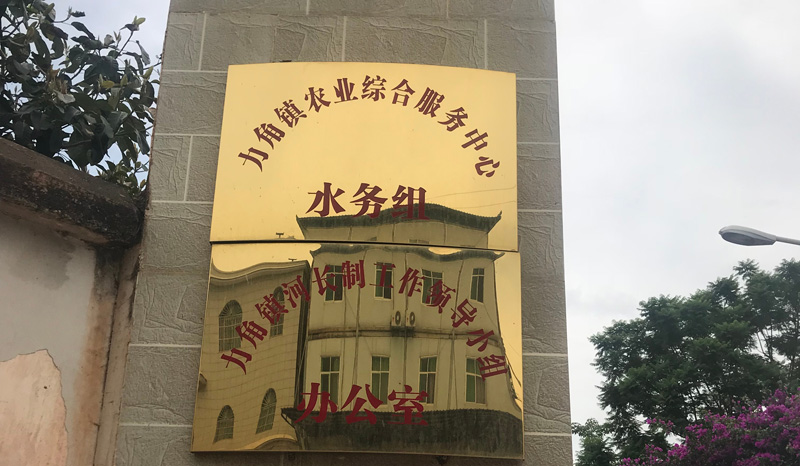 力角镇农业综合服务中心
水务组
力角镇河长制工作领导小组
办公室